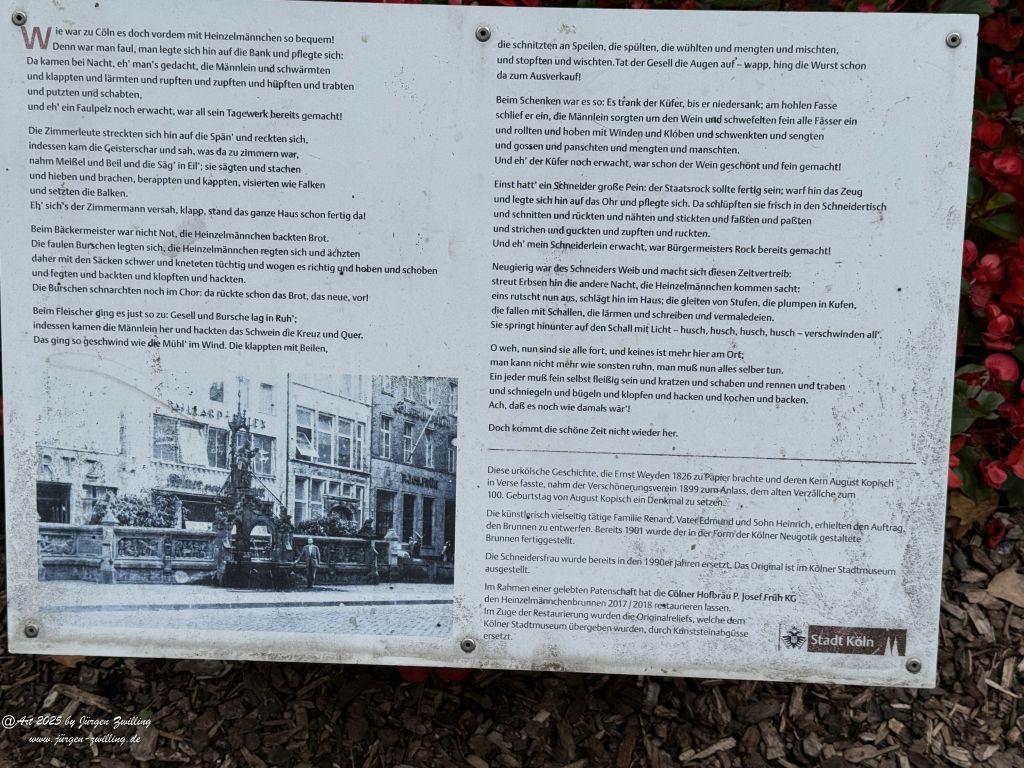 Wie war zu Cöln es doch vordem mit Heinzelmännchen so bequem!
Denn war man faul, man legte sich hin auf die Bank und pflegte sich:
Da kamen bei Nacht, eh' man's gedacht, die Männlein und schwärmten
und klappten und lärmten und rupften und zupften und hüpften und trabten
und putzten und schabten,
und eh' ein Faulpelz noch erwacht, war all sein Tagewerk bereits gemacht!
Die Zimmerleute streckten sich hin auf die Spän' und reckten sich,
indessen kam die Geisterschar und sah, was da zu zimmern war,
nahm Meißel und Beil und die Säg' in Eil'; sie sägten und stachen
und hieben und brachen, berappten und kappten, visierten wie Falken
und setzten die Balken.
Eh' sich's der Zimmermann versah, klapp, stand das ganze Haus schon fertig da!
Beim Bäckermeister war nicht Not, die Heinzelmännchen backten Brot.
Die faulen Burschen legten sich, die Heinzelmännchen regten sich und ächzten
daher mit den Säcken schwer und kneteten tüchtig und wogen es richtig und hoben und schoben
und fegten und backten und klopften und hackten.
Die Burschen schnarchten noch im Chor: da rückte schon das Brot, das neue, vor!
Beim Fleischer ging es just so zu: Gesell und Bursche lag in Ruh';
indessen kamen die Männlein her und hackten das Schwein die Kreuz und Quer.
Das ging so geschwind wie die Mühl' im Wind. Die klappten mit Beilen,
die schnitzten an Speilen, die spülten, die wühlten und mengten und mischten,
und stopften und wischten. Tat der Gesell die Augen auf – wapp, hing die Wurst schon
da zum Ausverkauf!
Beim Schenken war es so: Es trank der Küfer, bis er niedersank; am hohlen Fasse
schlief er ein, die Männlein sorgten um den Wein und schwefelten fein alle Fässer ein
und rollten und hoben mit Winden und Klöben und schwenkten und sengten
und gossen und panschten und mengten und manschten.
Und eh' der Küfer noch erwacht, war schon der Wein geschönt und fein gemacht!
Einst hatt' ein Schneider große Pein: der Staatsrock sollte fertig sein; warf hin das Zeug
und legte sich hin auf das Ohr und pflegte sich. Da schlüpften sie frisch in den Schneidertisch
und schnitten und rückten und nähten und stickten und faßten und paßten
und strichen und guckten und zupften und ruckten.
Und eh' mein Schneiderlein erwacht, war Bürgermeisters Rock bereits gemacht!
Neugierig war des Schneiders Weib und macht sich diesen Zeitvertreib:
streut Erbsen hin die andere Nacht, die Heinzelmännchen kommen sacht;
eins rutscht nun aus, schlägt hin im Haus; die gleiten von Stufen, die plumpen in Kufen,
die fallen mit Schallen, die lärmen und schreiben und vermaledeien.
Sie springt hinunter auf den Schall mit Licht – husch, husch, husch, husch – verschwinden all'.
O weh, nun sind sie alle fort, und keines ist mehr hier am Ort;
man kann nicht mehr wie sonsten ruhn, man muß nun alles selber tun.
Ein jeder muß fein selbst fleißig sein und kratzen und schaben und rennen und traben
und schniegeln und bügeln und klopfen und hacken und kochen und backen.
Ach, daß es noch wie damals wär'!
Doch kommt die schöne Zeit nicht wieder her.
Diese urkölsche Geschichte, die Ernst Weyden 1826 zu Papier brachte und deren Kern August Kopisch
in Verse fasste, nahm der Verschönerungsverein 1899 zum Anlass, dem alten Verzällche zum
100. Geburtstag von August Kopisch ein Denkmal zu setzen.
Die künstlerisch vielseitig tätige Familie Renard, Vater Edmund und Sohn Heinrich, erhielten den Auftrag,
den Brunnen zu entwerfen. Bereits 1901 wurde der in der Form der Kölner Neugotik gestaltete
Brunnen fertiggestellt.
Die Schneidersfrau wurde bereits in den 1990er Jahren ersetzt. Das Original ist im Kölner Stadtmuseum
ausgestellt.
Im Rahmen einer gelebten Patenschaft hat die Cölner Hofbräu P. Josef Früh KG
den Heinzelmännchenbrunnen 2017 / 2018 restaurieren lassen.
Im Zuge der Restaurierung wurden die Originalreliefs, welche dem
Kölner Stadtmuseum übergeben wurden, durch Kunststeinabgüsse
ersetzt.
Stadt Köln
@Art 2025 by Jürgen Zwilling
www.jürgen-zwilling.de